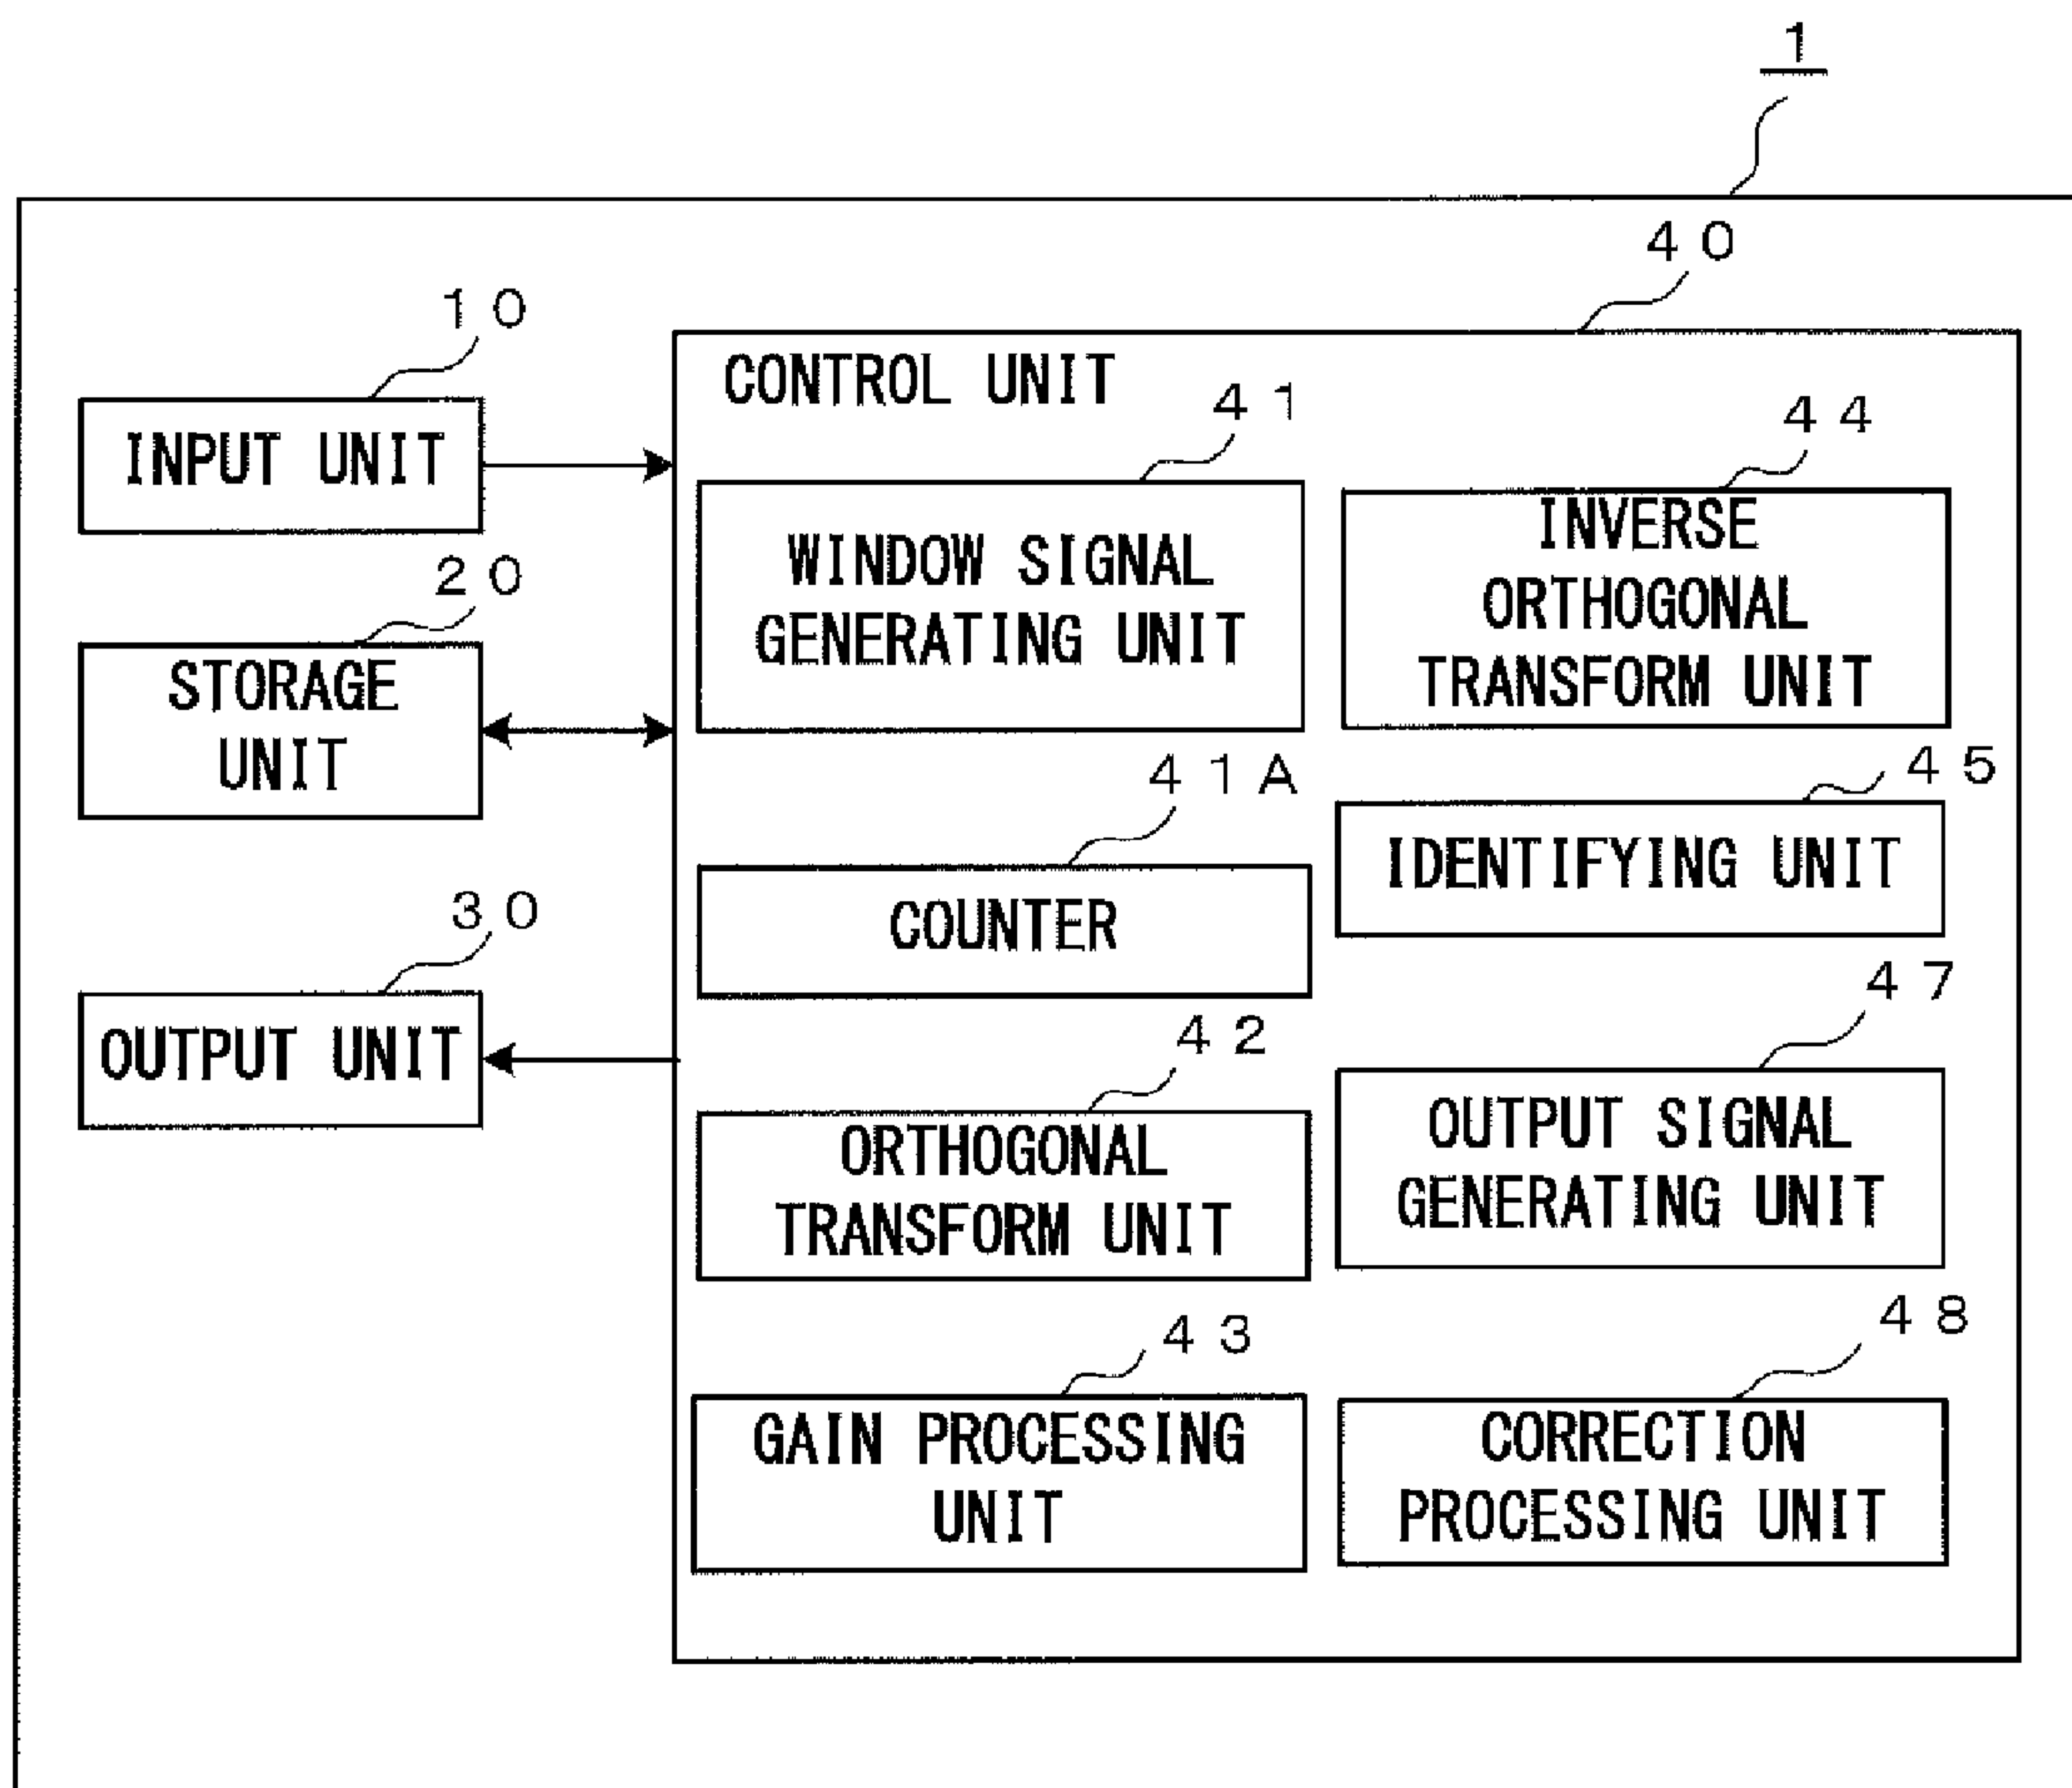 1
40
10
CONTROL UNIT
41
44
INPUT UNIT
WINDOW SIGNAL
GENERATING UNIT
INVERSE
ORTHOGONAL
TRANSFORM UNIT
20
STORAGE
UNIT
41A
45
COUNTER
IDENTIFYING UNIT
30
OUTPUT UNIT
42
47
ORTHOGONAL
TRANSFORM UNIT
OUTPUT SIGNAL
GENERATING UNIT
43
48
GAIN PROCESSING
UNIT
CORRECTION
PROCESSING UNIT